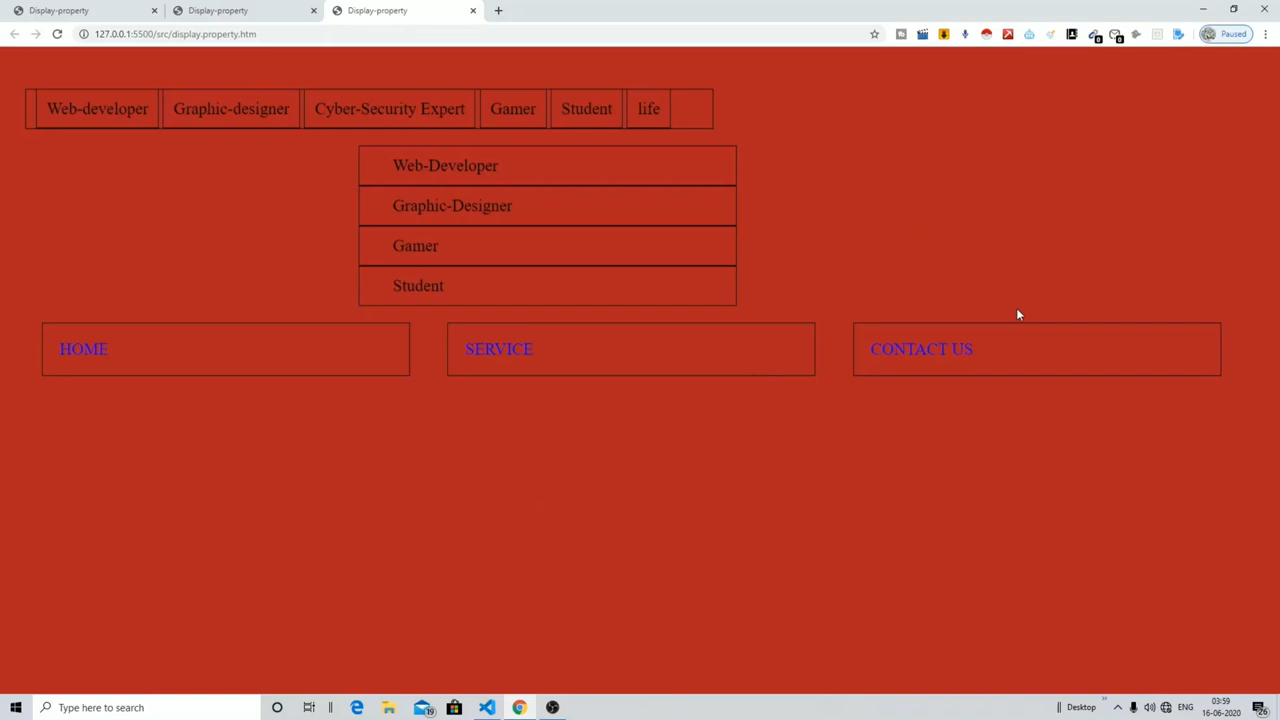 Display-property
Display-property
Display-property
127.0.0.1:5500/src/display.property.htm
Paused
Web-developer Graphic-designer Cyber-Security Expert Gamer Student life
Web-Developer
Graphic-Designer
Gamer
Student
HOME SERVICE CONTACT US
Type here to search
19
Desktop
ENG
03:59
16-06-2020
26